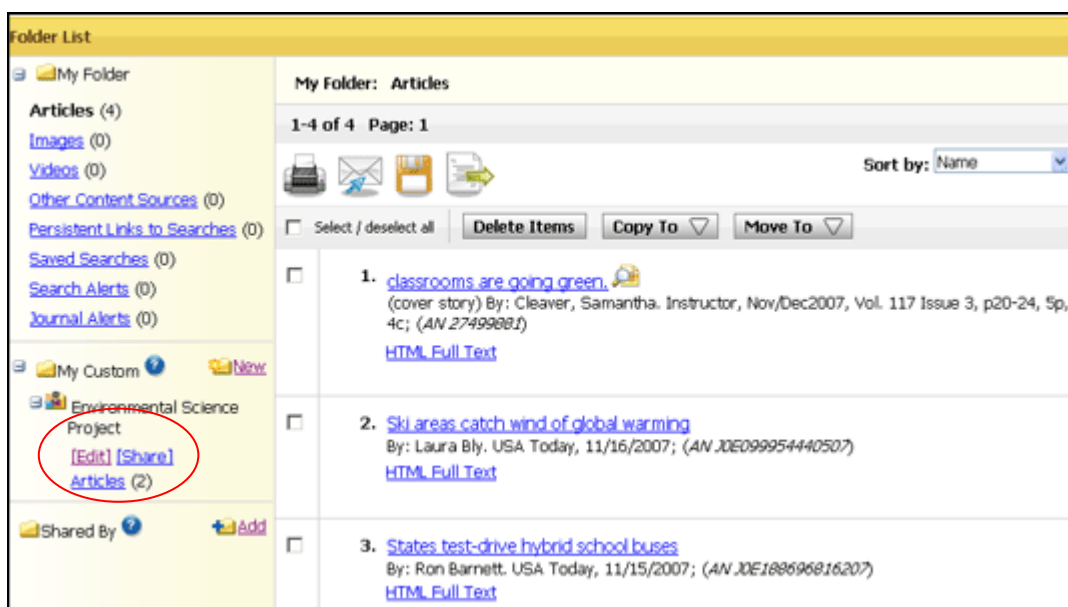 Folder List
My Folder
Articles (4)
Images (0)
Videos (0)
Other Content Sources (0)
Persistent Links to Searches (0)
Saved Searches (0)
Search Alerts (0)
Journal Alerts (0)
My Custom ? New
Environmental Science
Project
[Edit] [Share]
Articles (2)
Shared By ? Add
My Folder: Articles
1-4 of 4 Page: 1
Sort by: Name
Select / deselect all Delete Items Copy To Move To
1. classrooms are going green.
(cover story) By: Cleaver, Samantha. Instructor, Nov/Dec2007, Vol. 117 Issue 3, p20-24, 5p,
4c; (AN 27499881)
HTML Full Text
2. Ski areas catch wind of global warming
By: Laura Bly. USA Today, 11/16/2007; (AN J0E099954440507)
HTML Full Text
3. States test-drive hybrid school buses
By: Ron Barnett. USA Today, 11/15/2007; (AN J0E188696816207)
HTML Full Text